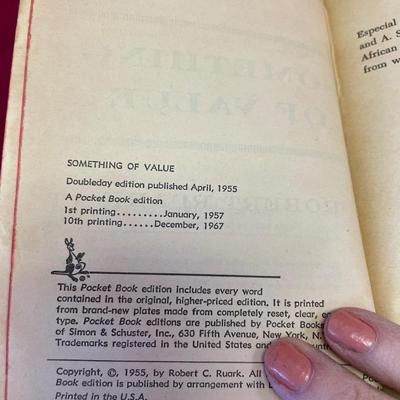 SOMETHING OF VALUE
Doubleday edition published April, 1955
A Pocket Book edition
1st printing.........January, 1957
10th printing......December, 1967
This Pocket Book edition includes every word
contained in the original, higher-priced edition. It is printed
from brand-new plates made from completely reset, clear,
type. Pocket Book editions are published by Pocket Books
of Simon & Schuster, Inc., 630 Fifth Avenue, New York, N.
Trademarks registered in the United States and
Copyright, ©, 1955, by Robert C. Ruark. All
Book edition is published by arrangement with
Printed in the U.S.A.
Especial
and A. S
African
from w